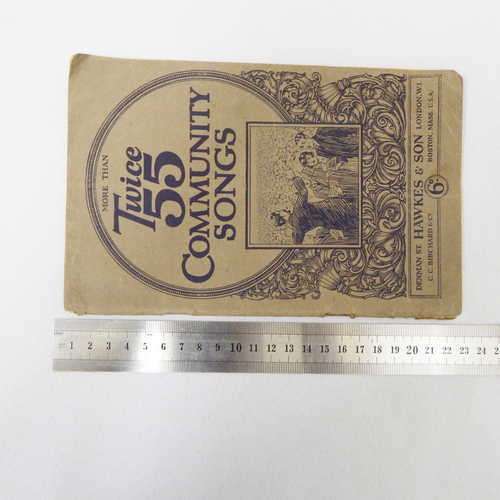 MORE THAN
Twice
55
COMMUNITY
SONGS
6D
DENMAN ST. HAWKES & SON LONDON, W.1.
C. C. BIRCHARD & CO. BOSTON, MASS. U.S.A.
1 2 3 4 5 6 7 8 9 10 11 12 13 14 15 16 17 18 19 20 21 22 23 24 2